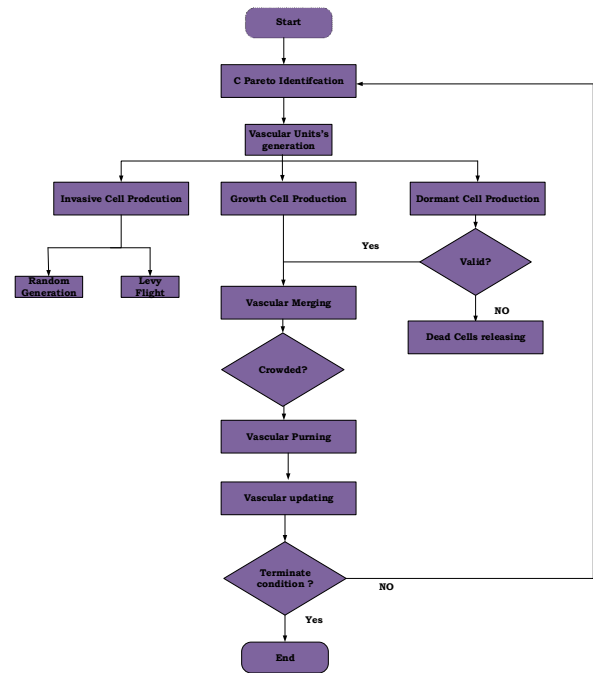 Start
C Pareto Identifcation
Vascular Units's
generation
Invasive Cell Prodcution
Growth Cell Production
Dormant Cell Production
Yes
Valid?
Random
Generation
Levy
Flight
Vascular Merging
NO
Dead Cells releasing
Crowded?
Vascular Purning
Vascular updating
Terminate
condition ?
NO
Yes
End